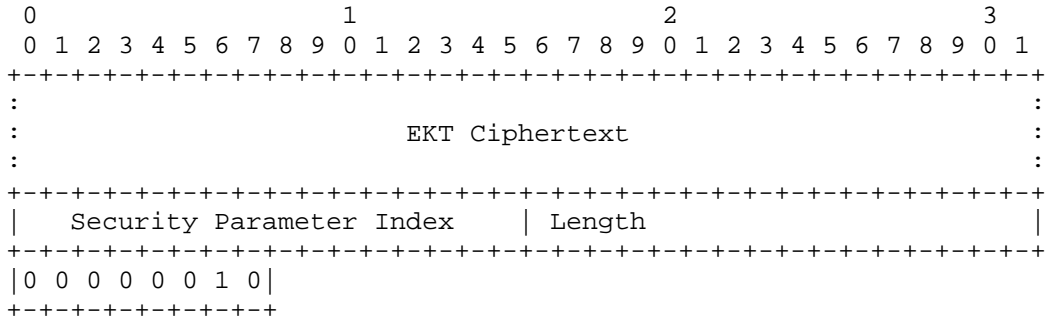 0                   1                   2                   3
 0 1 2 3 4 5 6 7 8 9 0 1 2 3 4 5 6 7 8 9 0 1 2 3 4 5 6 7 8 9 0 1
+-+-+-+-+-+-+-+-+-+-+-+-+-+-+-+-+-+-+-+-+-+-+-+-+-+-+-+-+-+-+-+-+
:                                                               :
:                        EKT Ciphertext                         :
:                                                               :
+-+-+-+-+-+-+-+-+-+-+-+-+-+-+-+-+-+-+-+-+-+-+-+-+-+-+-+-+-+-+-+-+
|   Security Parameter Index    | Length                        |
+-+-+-+-+-+-+-+-+-+-+-+-+-+-+-+-+-+-+-+-+-+-+-+-+-+-+-+-+-+-+-+-+
|0 0 0 0 0 0 1 0|
+-+-+-+-+-+-+-+-+